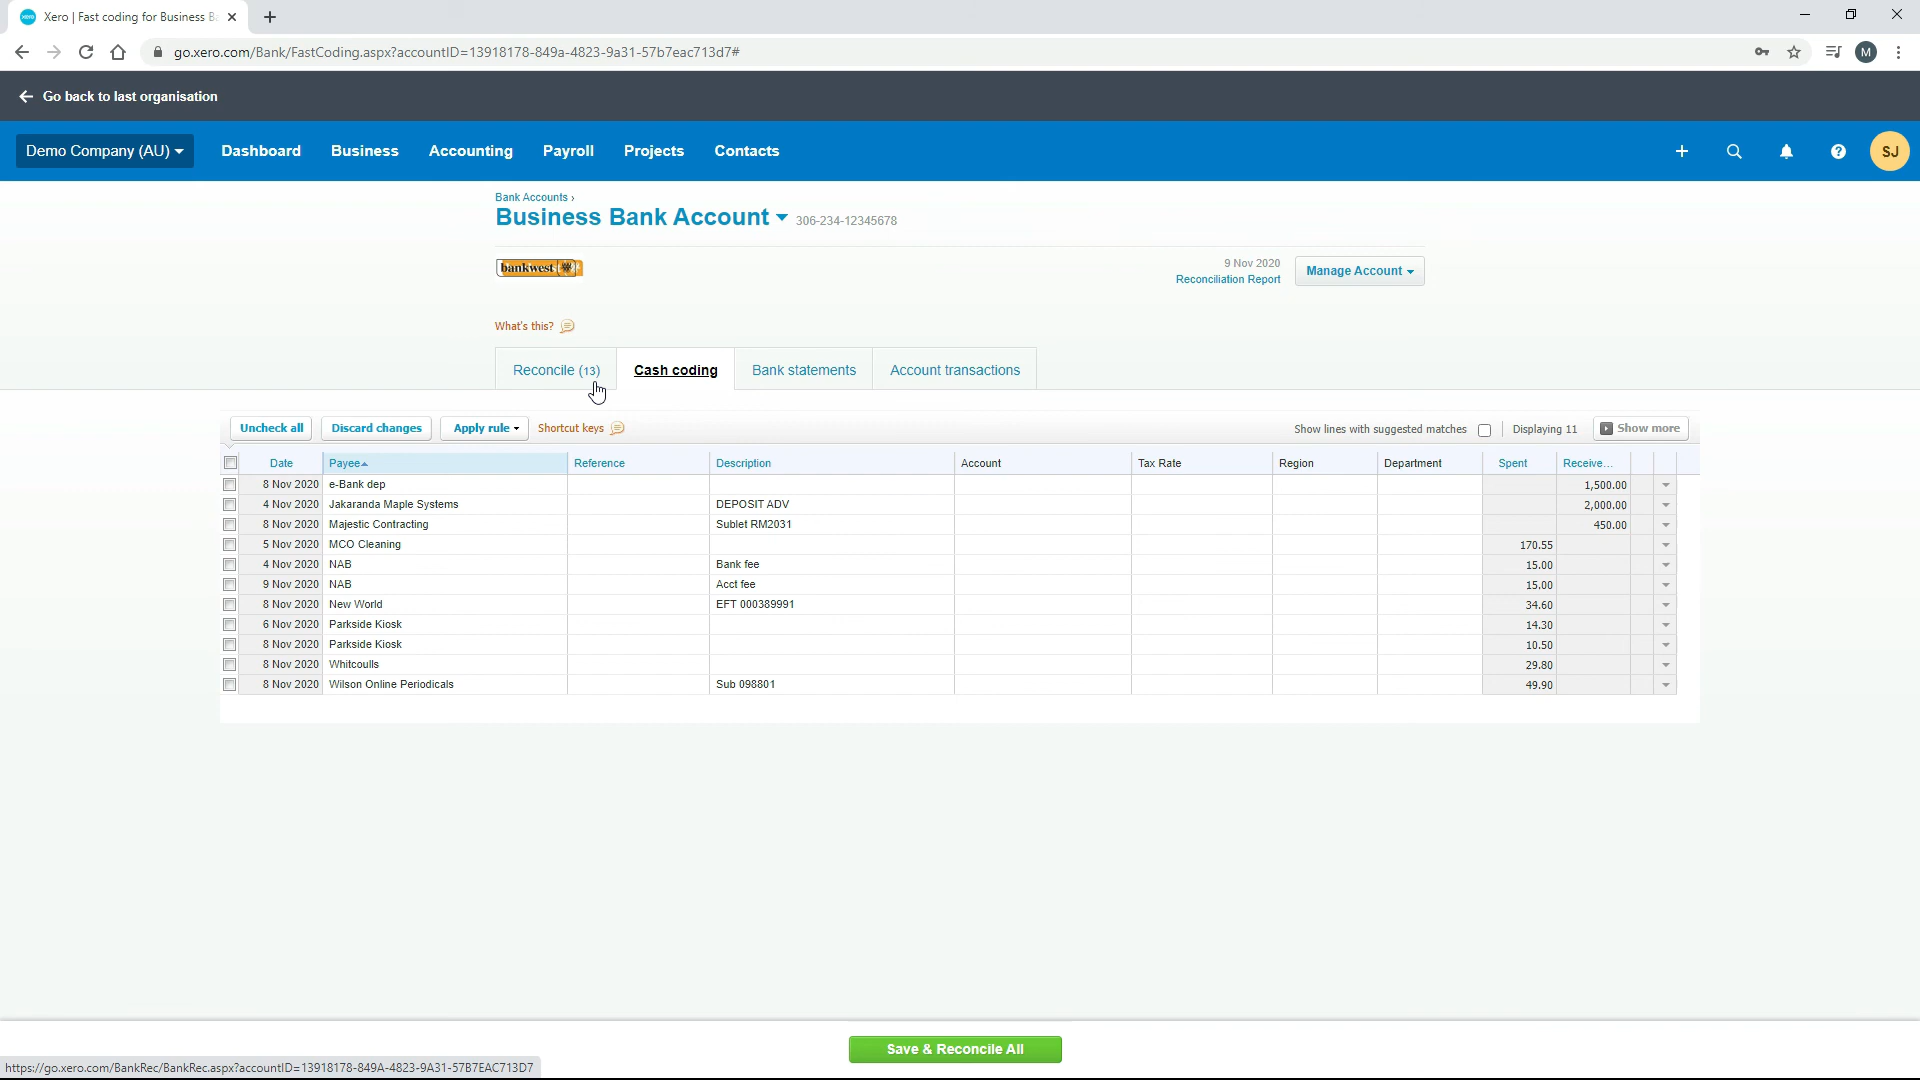 Xero | Fast coding for Business B
go.xero.com/Bank/FastCoding.aspx?accountID=13918178-849a-4823-9a31-57b7eac713d7#
M
Go back to last organisation
Demo Company (AU) Dashboard Business Accounting Payroll Projects Contacts SJ
Bank Accounts ›
Business Bank Account 306-234-12345678
bankwest
9 Nov 2020
Reconciliation Report
Manage Account
What's this?
Reconcile (13) Cash coding Bank statements Account transactions
Uncheck all Discard changes Apply rule Shortcut keys Show lines with suggested matches Displaying 11 Show more
Date Payee Reference Description Account Tax Rate Region Department Spent Receive...
8 Nov 2020 e-Bank dep 1,500.00
4 Nov 2020 Jakaranda Maple Systems DEPOSIT ADV 2,000.00
8 Nov 2020 Majestic Contracting Sublet RM2031 450.00
5 Nov 2020 MCO Cleaning 170.55
4 Nov 2020 NAB Bank fee 15.00
9 Nov 2020 NAB Acct fee 15.00
8 Nov 2020 New World EFT 000389991 34.60
6 Nov 2020 Parkside Kiosk 14.30
8 Nov 2020 Parkside Kiosk 10.50
8 Nov 2020 Whitcoulls 29.80
8 Nov 2020 Wilson Online Periodicals Sub 098801 49.90
Save & Reconcile All
https://go.xero.com/BankRec/BankRec.aspx?accountID=13918178-849A-4823-9A31-57B7EAC713D7